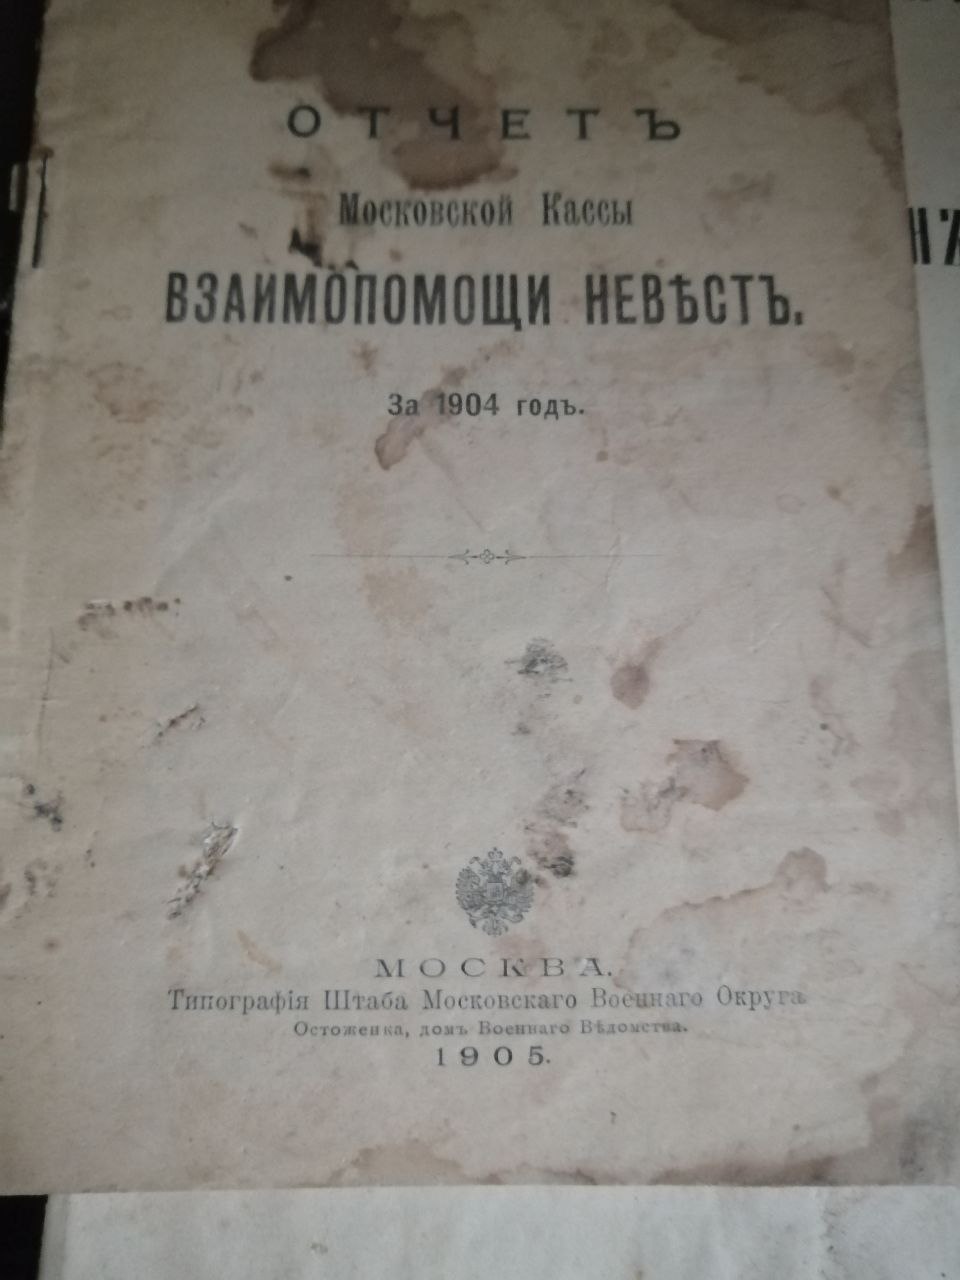 ОТЧЕТЪ
Московской Кассы
ВЗАИМОПОМОЩИ НЕВѢСТЪ.
За 1904 годъ.
МОСКВА.
Типографія Штаба Московскаго Военнаго Округа
Остоженка, домъ Военнаго Вѣдомства.
1905.